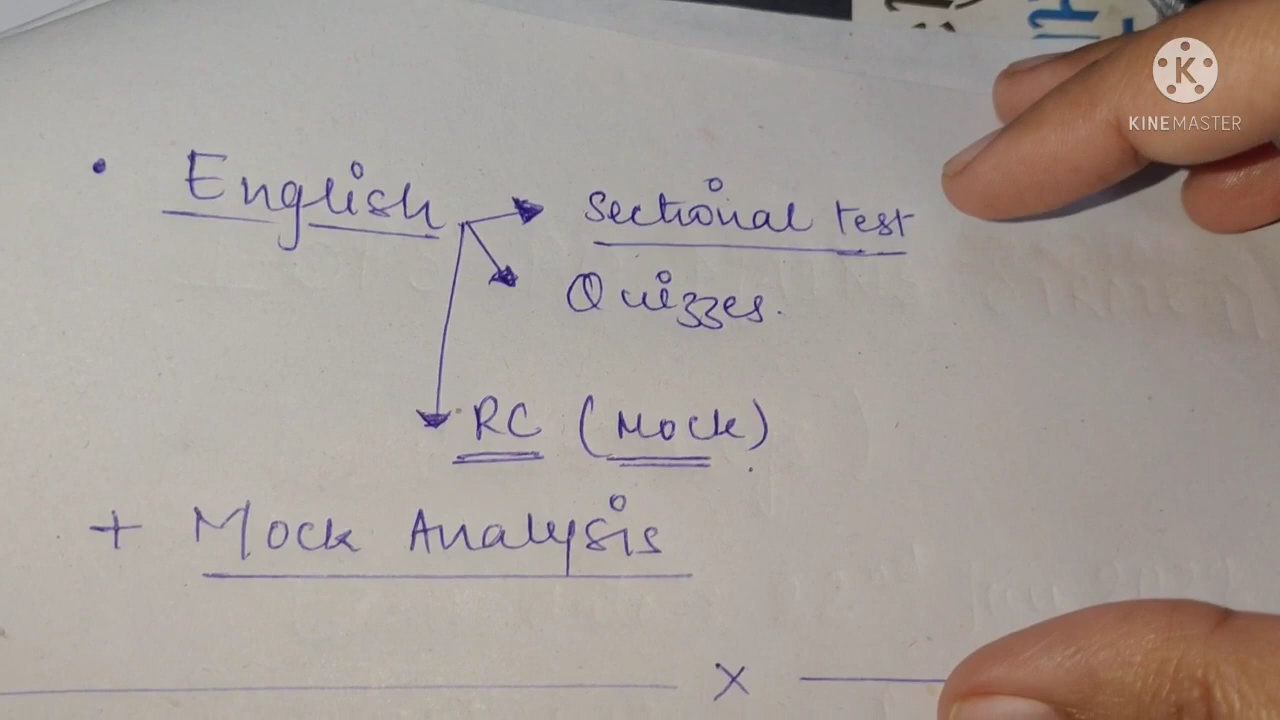 KINEMASTER
• English → Sectional test
→ Quizzes.
→ RC (Mock)
+ Mock Analysis
x